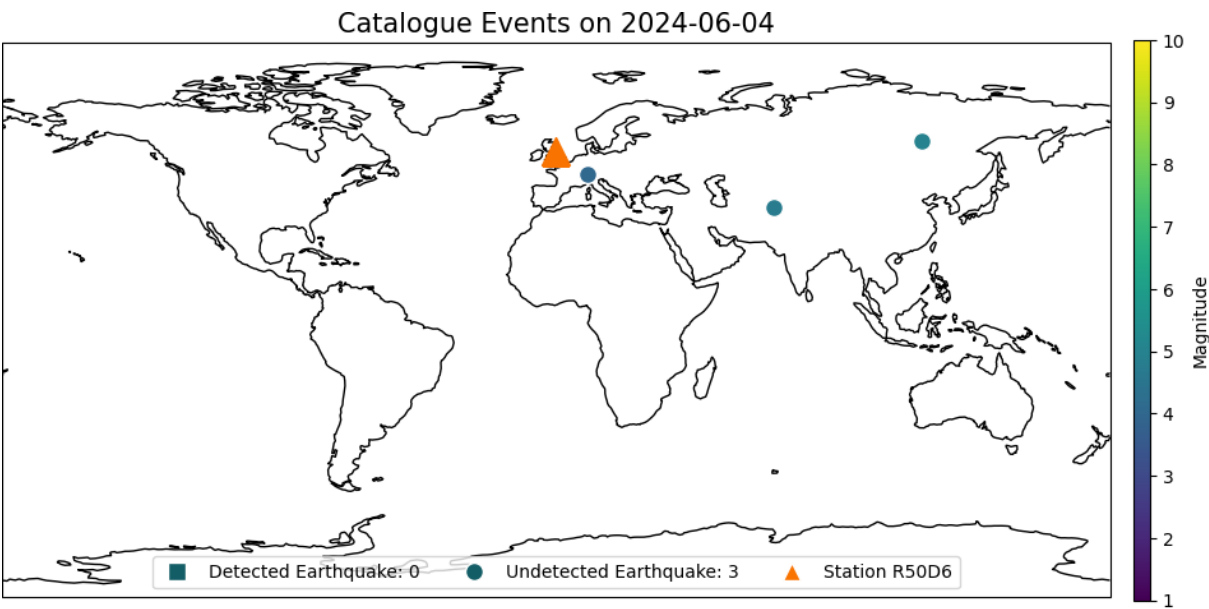 Catalogue Events on 2024-06-04
10
9
8
7
6
5
4
3
2
1
Magnitude
Detected Earthquake: 0
Undetected Earthquake: 3
Station R50D6